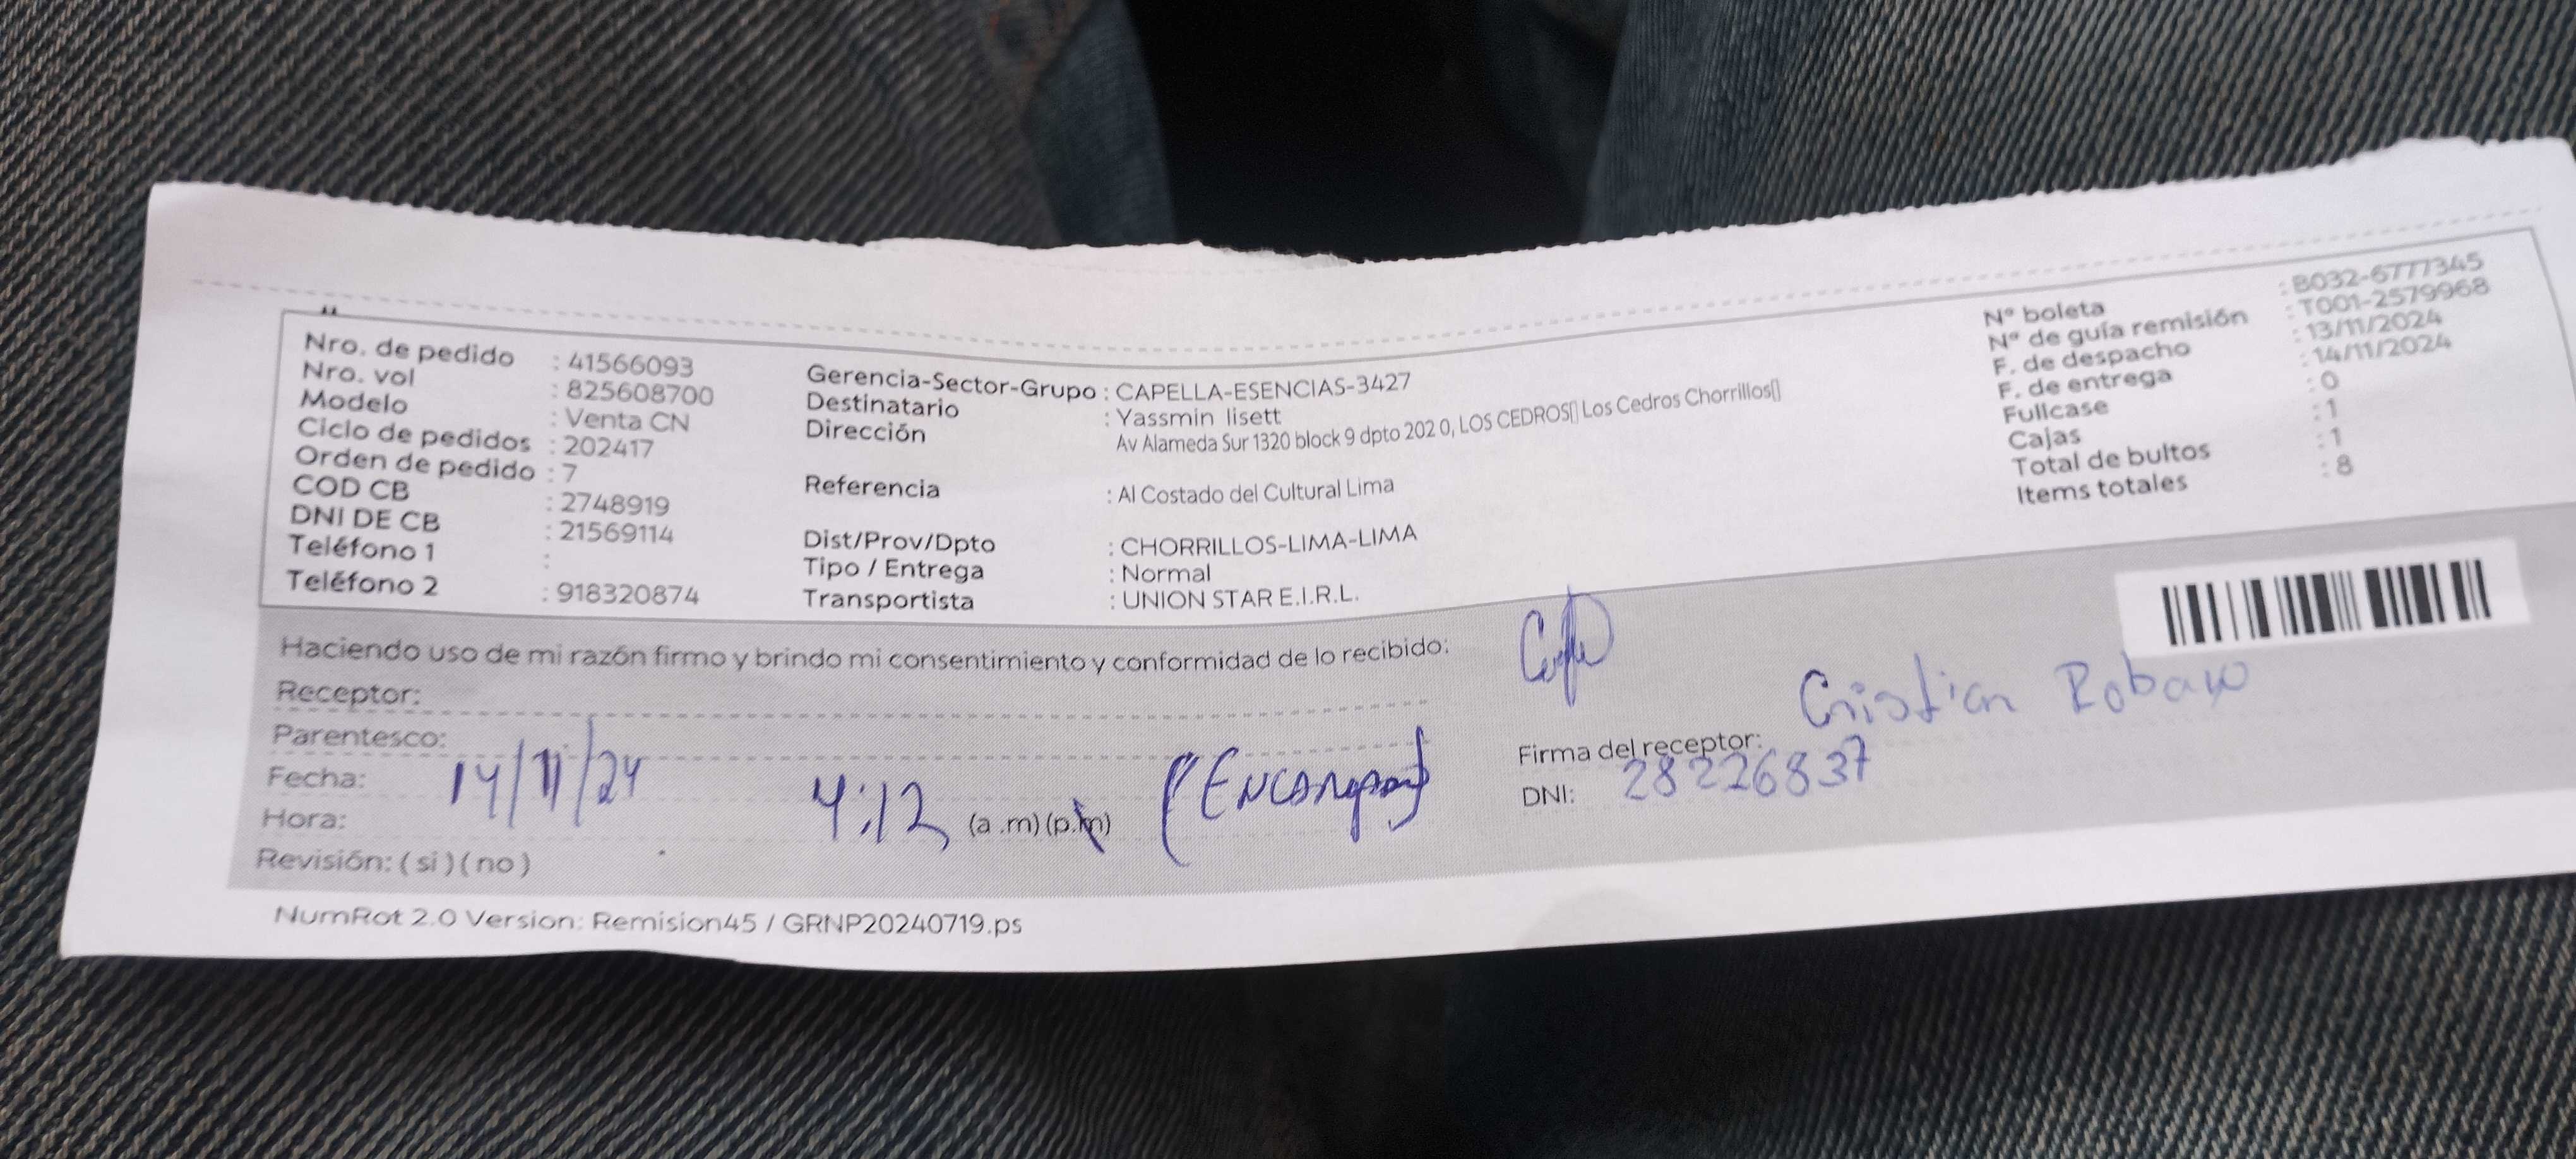 Nro. de pedido : 41566093
Nro. vol : 825608700
Modelo : Venta CN
Ciclo de pedidos : 202417
Orden de pedido : 7
COD CB : 2748919
DNI DE CB : 21569114
Teléfono 1 :
Teléfono 2 : 918320874
Gerencia-Sector-Grupo : CAPELLA-ESENCIAS-3427
Destinatario : Yassmin lisett
Dirección Av Alameda Sur 1320 block 9 dpto 202 0, LOS CEDROS[] Los Cedros Chorrillos[]
Referencia : Al Costado del Cultural Lima
Dist/Prov/Dpto : CHORRILLOS-LIMA-LIMA
Tipo / Entrega : Normal
Transportista : UNION STAR E.I.R.L.
N° boleta : B032-6777345
N° de guía remisión : T001-2579968
F. de despacho : 13/11/2024
F. de entrega : 14/11/2024
Fullcase : 0
Cajas : 1
Total de bultos : 1
Items totales : 8
Haciendo uso de mi razón firmo y brindo mi consentimiento y conformidad de lo recibido:
Receptor:
Parentesco:
Fecha: 14/11/24
Hora: 4:12 (a .m) (p.m)
Revisión: ( si ) ( no )
Cristian
Firma del receptor:
DNI: 28226837
NumRot 2.0 Version: Remision45 / GRNP20240719.ps